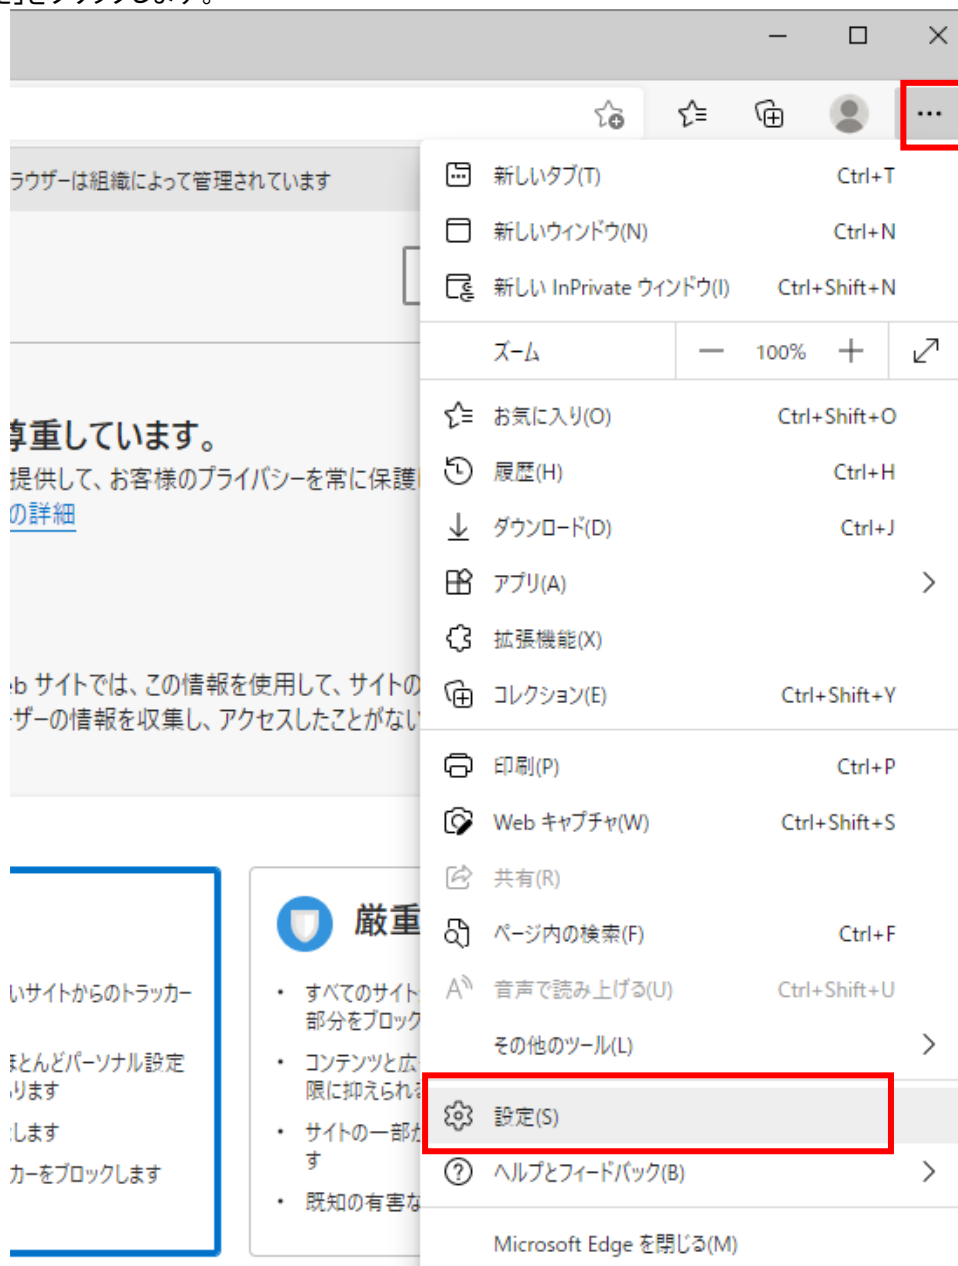 ]をクリックします。
ラウザーは組織によって管理されています
新しいタブ(T) Ctrl+T
新しいウィンドウ(N) Ctrl+N
新しい InPrivate ウィンドウ(I) Ctrl+Shift+N
ズーム — 100% +
お気に入り(O) Ctrl+Shift+O
尊重しています。
履歴(H) Ctrl+H
提供して、お客様のプライバシーを常に保護
の詳細
ダウンロード(D) Ctrl+J
アプリ(A)
拡張機能(X)
eb サイトでは、この情報を使用して、サイトの
コレクション(E) Ctrl+Shift+Y
ーザーの情報を収集し、アクセスしたことがない
印刷(P) Ctrl+P
Web キャプチャ(W) Ctrl+Shift+S
共有(R)
厳重
ページ内の検索(F) Ctrl+F
音声で読み上げる(U) Ctrl+Shift+U
いサイトからのトラッカー
・ すべてのサイト
部分をブロック
その他のツール(L)
ほとんどパーソナル設定
ります
・ コンテンツと広
限に抑えられ
設定(S)
します
・ サイトの一部が
す
カーをブロックします
ヘルプとフィードバック(B)
・ 既知の有害な
Microsoft Edge を閉じる(M)